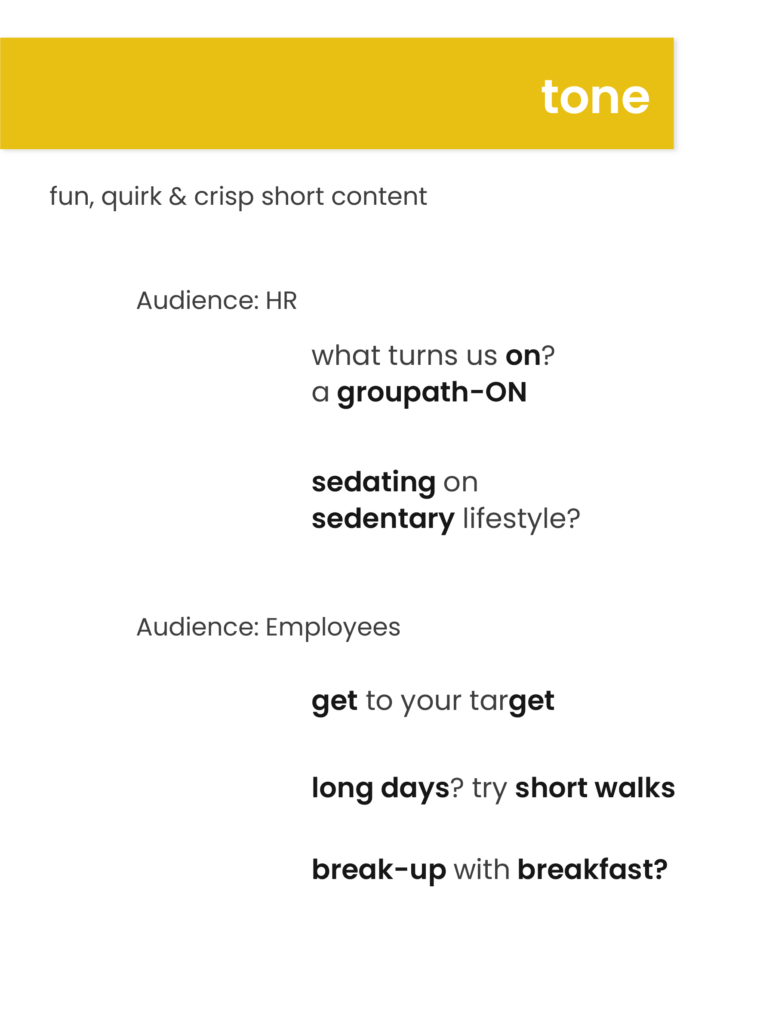 tone
fun, quirk & crisp short content
Audience: HR
what turns us on?
a groupath-ON
sedating on
sedentary lifestyle?
Audience: Employees
get to your target
long days? try short walks
break-up with breakfast?